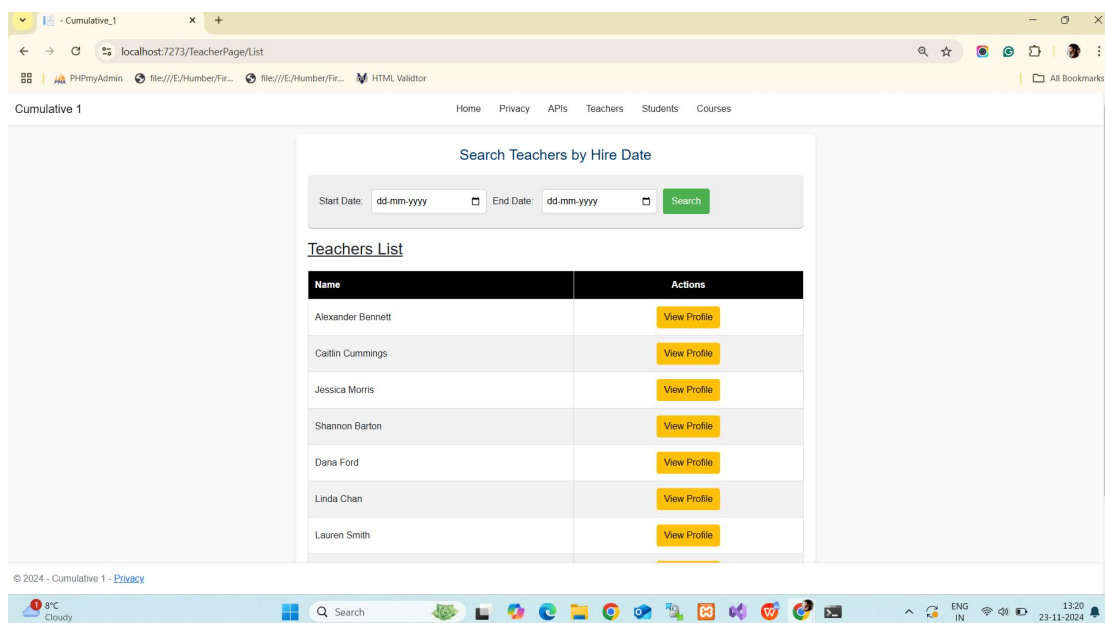 - Cumulative_1
localhost:7273/TeacherPage/List
PHPmyAdmin file:///E:/Humber/Fir... file:///E:/Humber/Fir... HTML Validtor All Bookmarks
Cumulative 1 Home Privacy APIs Teachers Students Courses
Search Teachers by Hire Date
Start Date: dd-mm-yyyy End Date: dd-mm-yyyy Search
Teachers List
Name Actions
Alexander Bennett View Profile
Caitlin Cummings View Profile
Jessica Morris View Profile
Shannon Barton View Profile
Dana Ford View Profile
Linda Chan View Profile
Lauren Smith View Profile
© 2024 - Cumulative 1 - Privacy
1 8°C Search ENG 13:20
Cloudy IN 23-11-2024